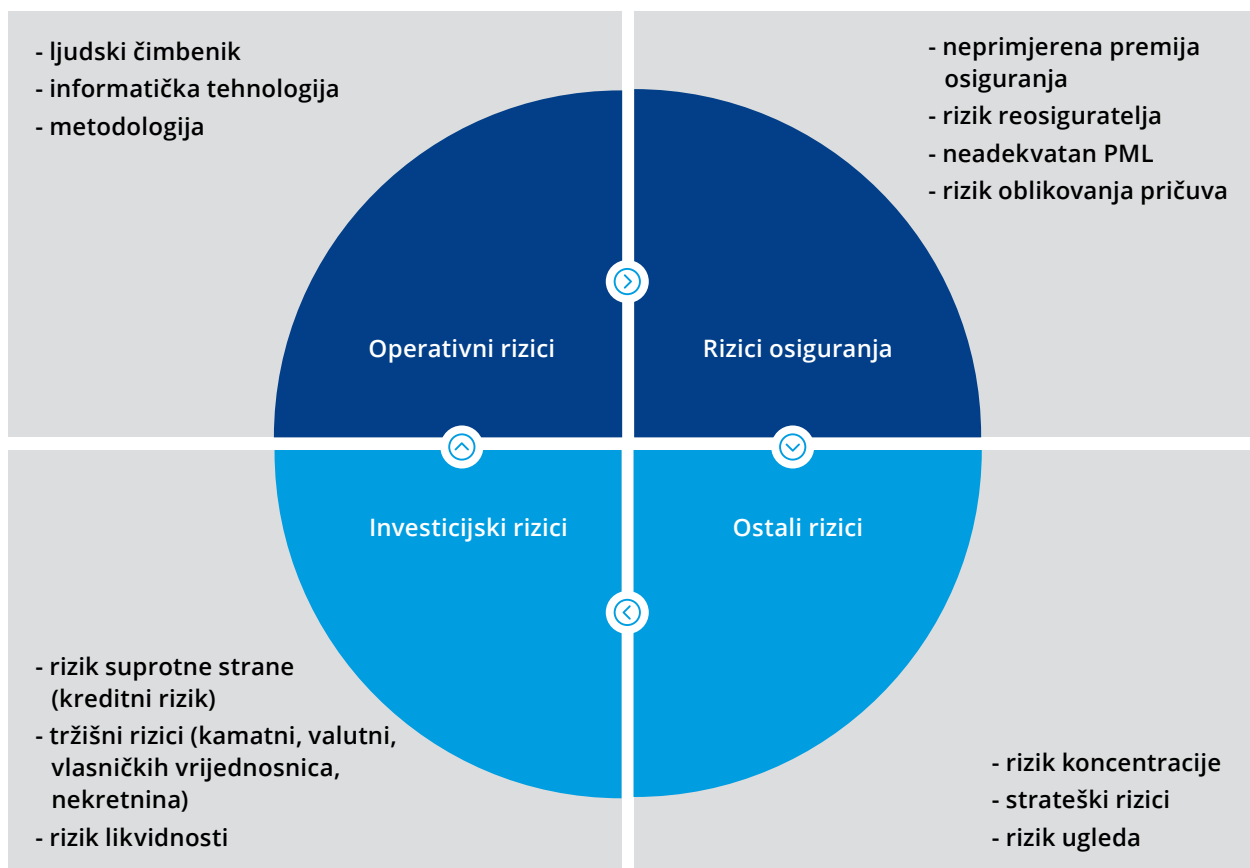 - ljudski čimbenik
- informatička tehnologija
- metodologija
- neprimjerena premija
osiguranja
- rizik reosiguratelja
- neadekvatan PML
- rizik oblikovanja pričuva
Operativni rizici
Rizici osiguranja
Investicijski rizici
Ostali rizici
- rizik suprotne strane
(kreditni rizik)
- tržišni rizici (kamatni, valutni,
vlasničkih vrijednosnica,
nekretnina)
- rizik likvidnosti
- rizik koncentracije
- strateški rizici
- rizik ugleda